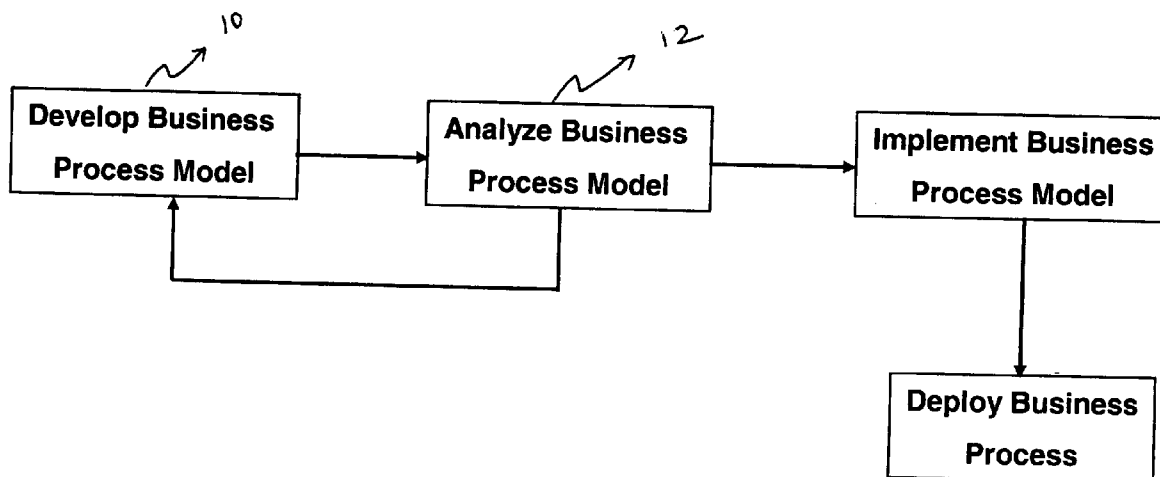 10
12
Develop Business
Process Model
Analyze Business
Process Model
Implement Business
Process Model
Deploy Business
Process